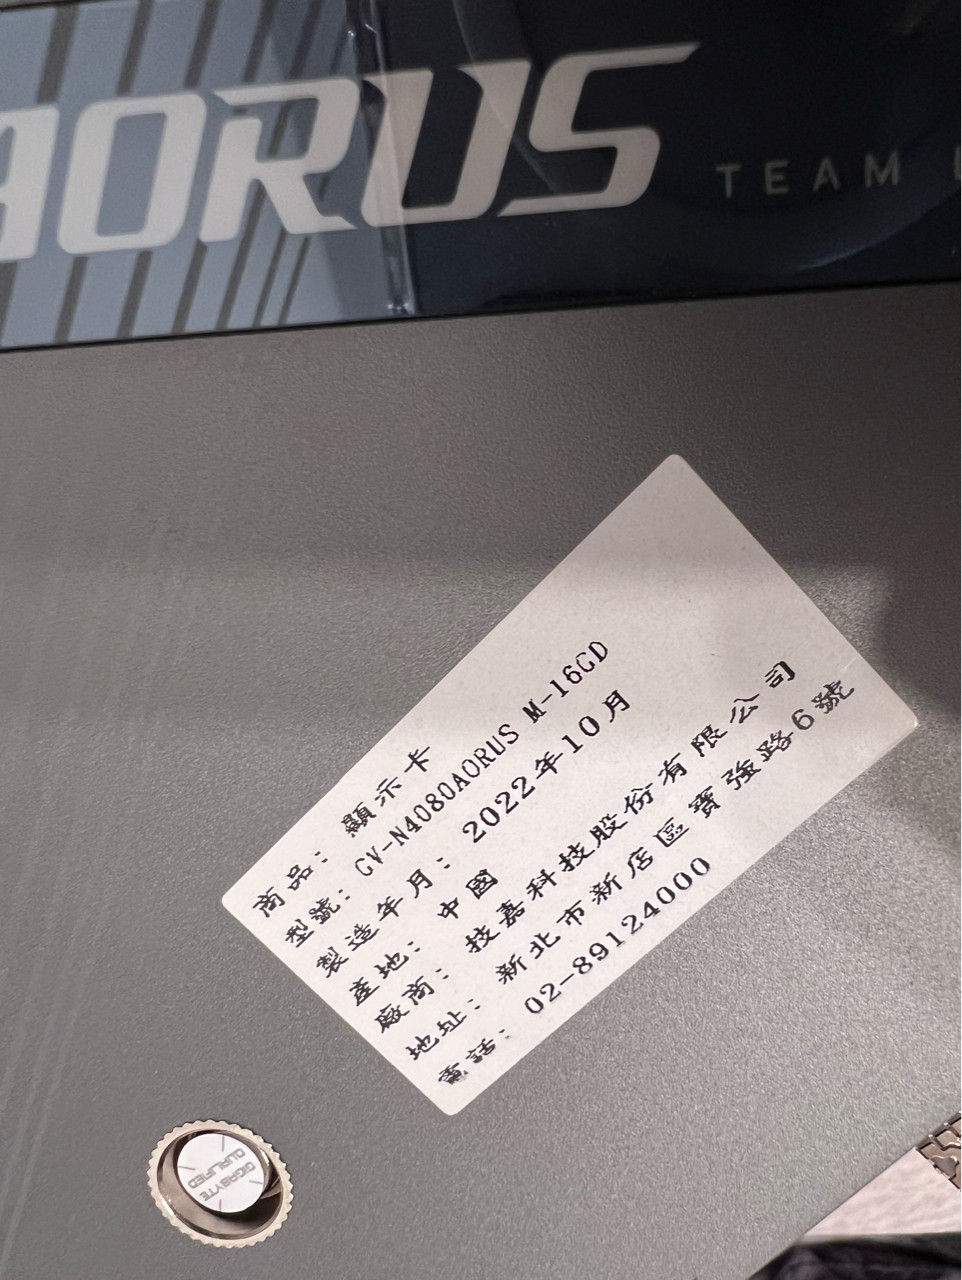 AORUS TEAM
商品：顯示卡
型號：GV-N4080AORUS M-16GD
製造年月：2022年10月
產地：中國
廠商：技嘉科技股份有限公司
地址：新北市新店區寶強路6號
電話：02-89124000
GIGABYTE
QUALIFIED